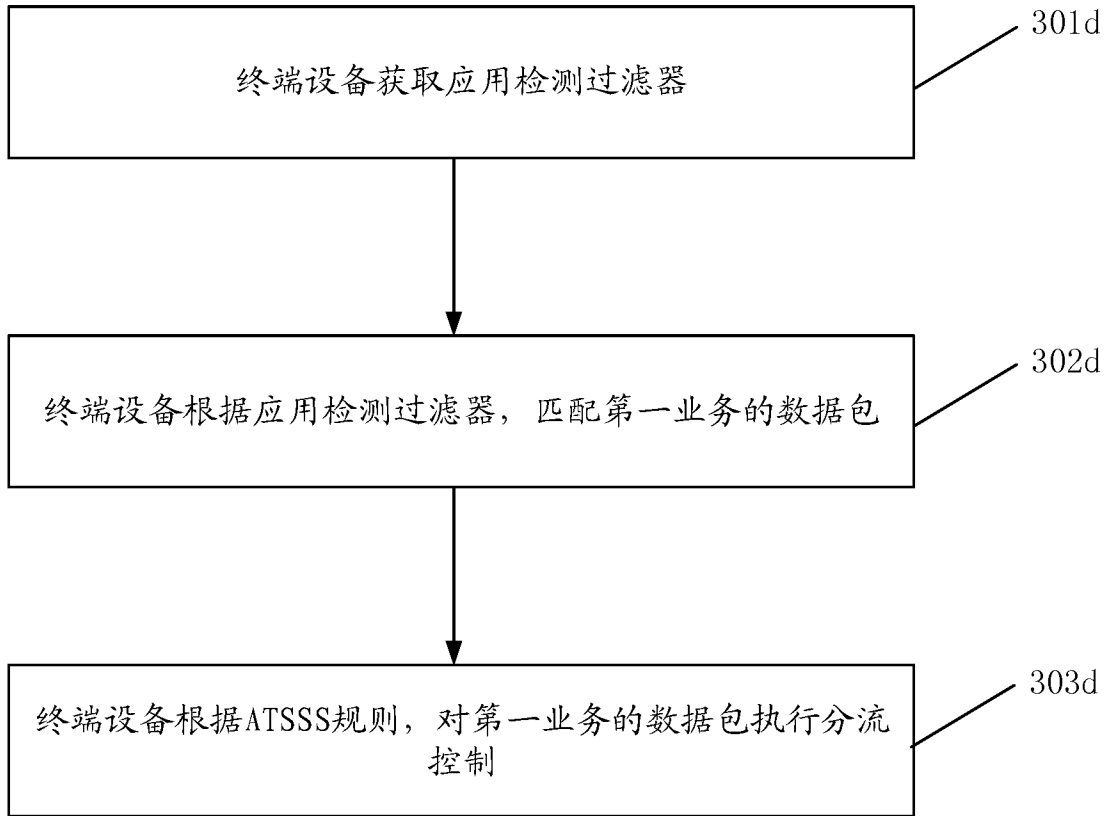 301d
终端设备获取应用检测过滤器
302d
终端设备根据应用检测过滤器，匹配第一业务的数据包
303d
终端设备根据ATSSS规则，对第一业务的数据包执行分流
控制